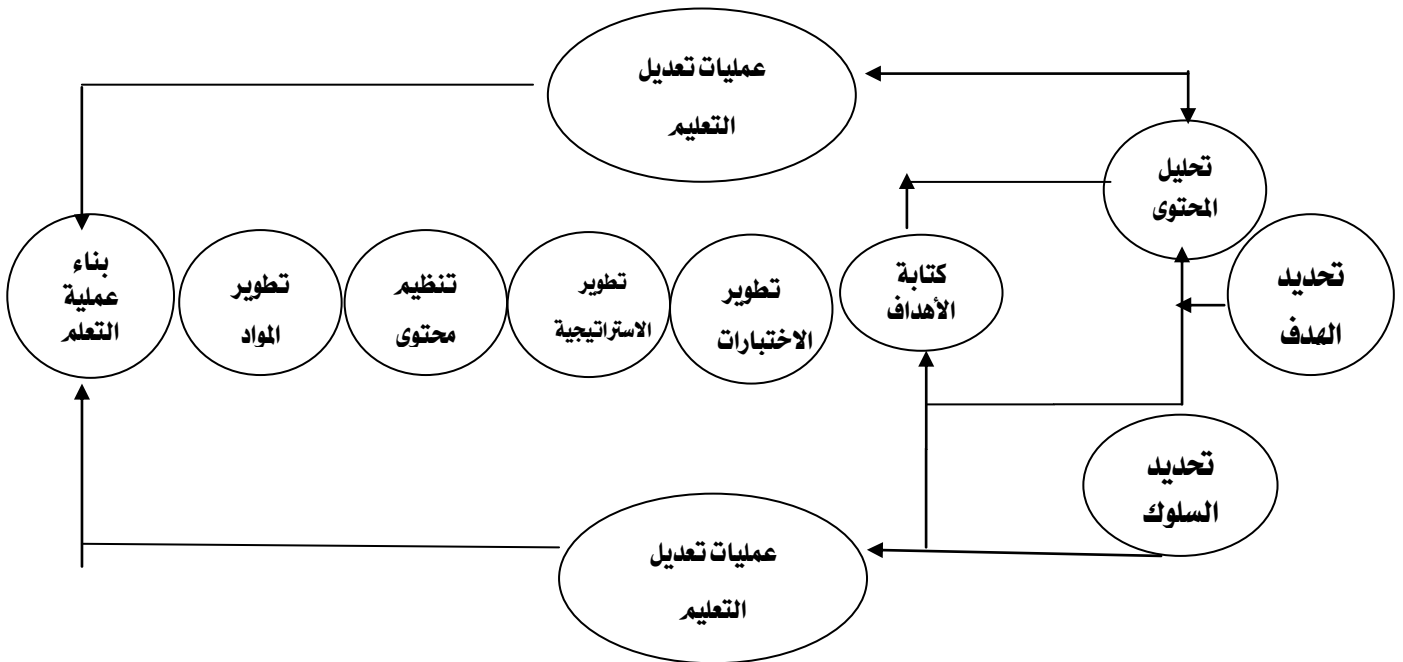 عمليات تعديل
التعليم
تحليل
المحتوى
تحديد
الهدف
كتابة
الأهداف
تطوير
الاختبارات
تطوير
الاستراتيجية
تنظيم
محتوى
تطوير
المواد
بناء
عملية
التعلم
تحديد
السلوك
عمليات تعديل
التعليم